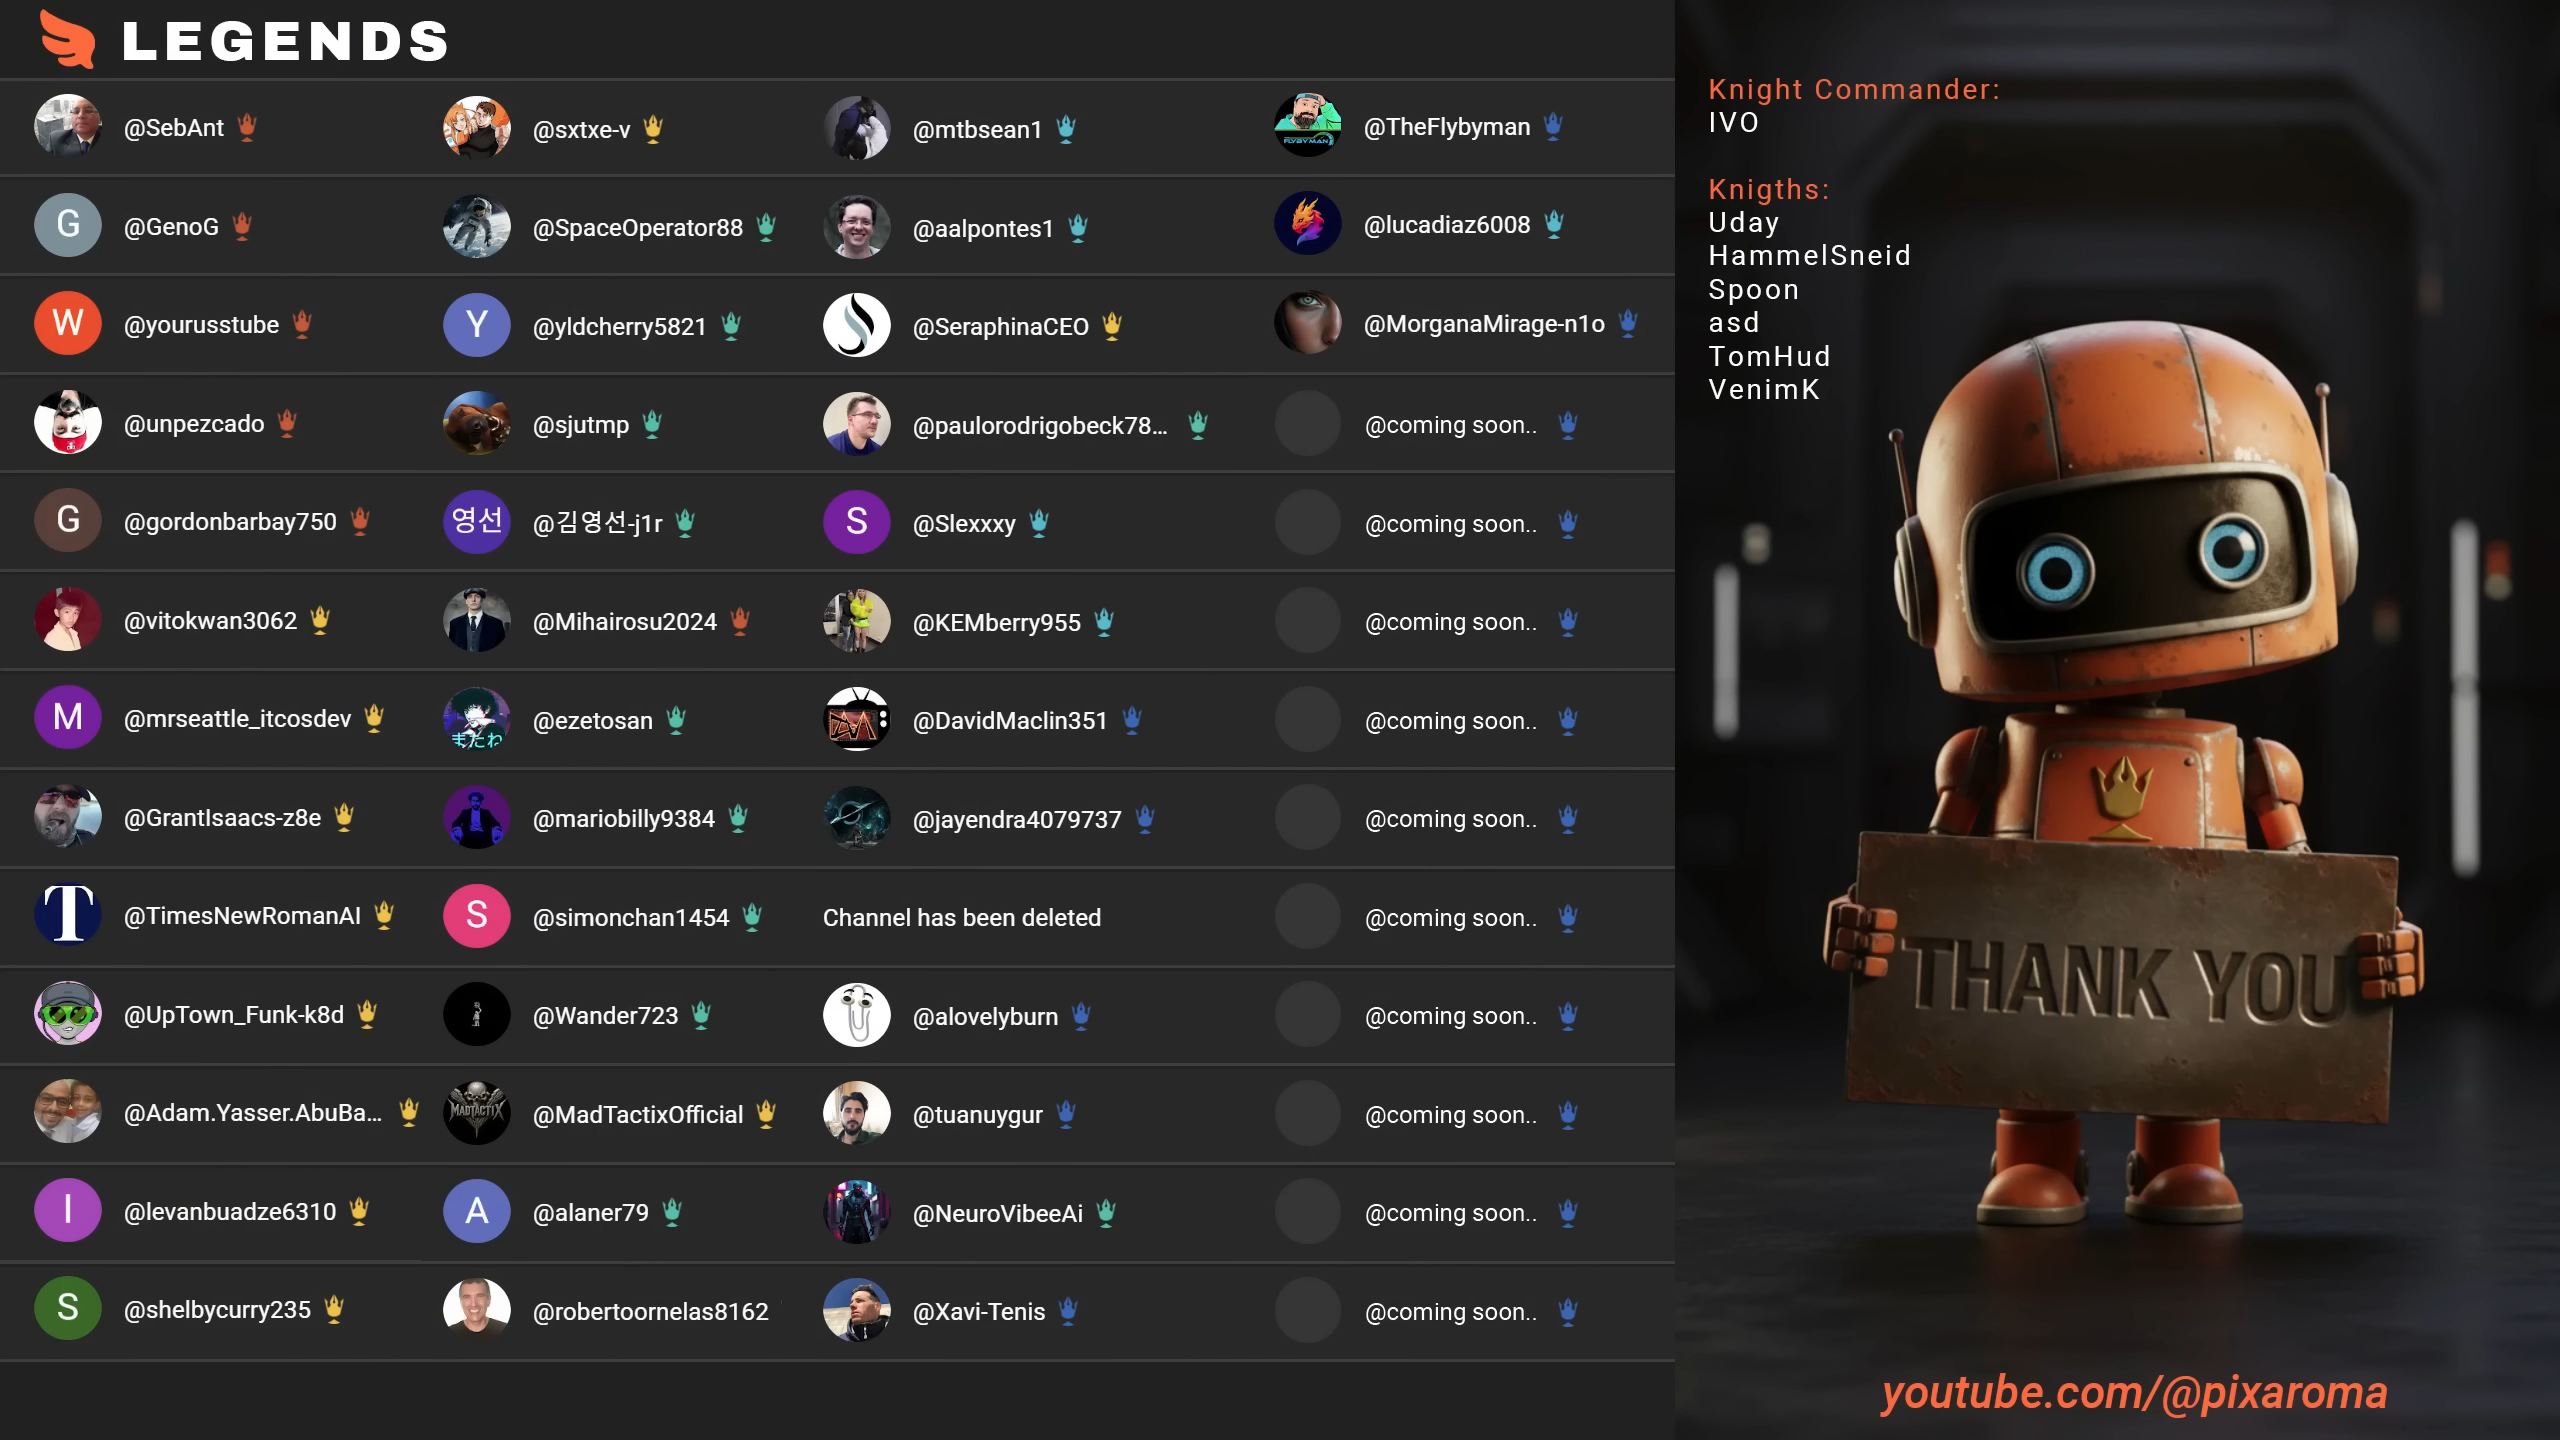 LEGENDS
@SebAnt
@sxtxe-v
@mtbsean1
@TheFlybyman
G
@GenoG
@SpaceOperator88
@aalpontes1
@lucadiaz6008
W
@yourusstube
Y
@yldcherry5821
@SeraphinaCEO
@MorganaMirage-n1o
@unpezcado
@sjutmp
@paulorodrigobeck78...
@coming soon..
G
@gordonbarbay750
영선
@김영선-j1r
S
@Slexxxy
@coming soon..
@vitokwan3062
@Mihairosu2024
@KEMberry955
@coming soon..
M
@mrseattle_itcosdev
またね
@ezetosan
@DavidMaclin351
@coming soon..
@GrantIsaacs-z8e
@mariobilly9384
@jayendra4079737
@coming soon..
T
@TimesNewRomanAI
S
@simonchan1454
Channel has been deleted
@coming soon..
@UpTown_Funk-k8d
@Wander723
@alovelyburn
@coming soon..
@Adam.Yasser.AbuBa...
MADTACTIX
@MadTactixOfficial
@tuanuygur
@coming soon..
I
@levanbuadze6310
A
@alaner79
@NeuroVibeeAi
@coming soon..
S
@shelbycurry235
@robertoornelas8162
@Xavi-Tenis
@coming soon..
Knight Commander:
IVO
Knigths:
Uday
HammelSneid
Spoon
asd
TomHud
VenimK
THANK YOU
youtube.com/@pixaroma